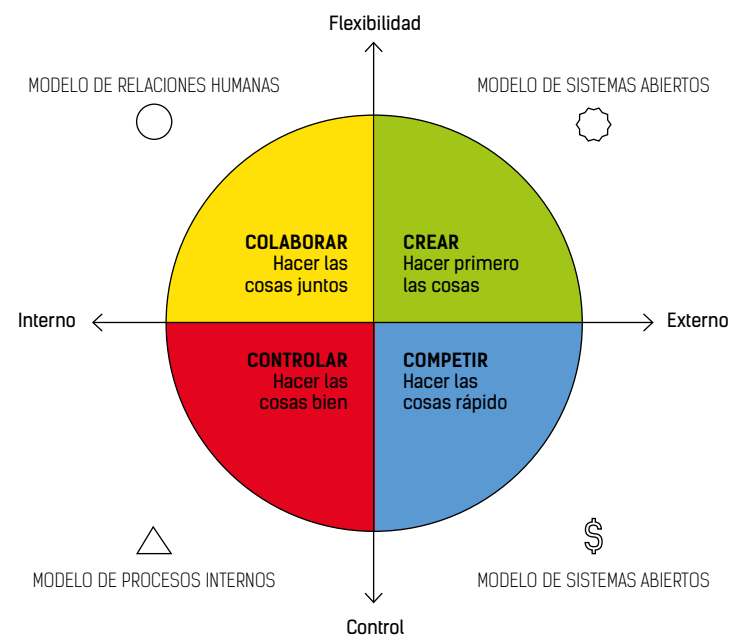 Flexibilidad
MODELO DE RELACIONES HUMANAS
MODELO DE SISTEMAS ABIERTOS
COLABORAR
Hacer las
cosas juntos
CREAR
Hacer primero
las cosas
Interno
Externo
CONTROLAR
Hacer las
cosas bien
COMPETIR
Hacer las
cosas rápido
$
MODELO DE PROCESOS INTERNOS
MODELO DE SISTEMAS ABIERTOS
Control